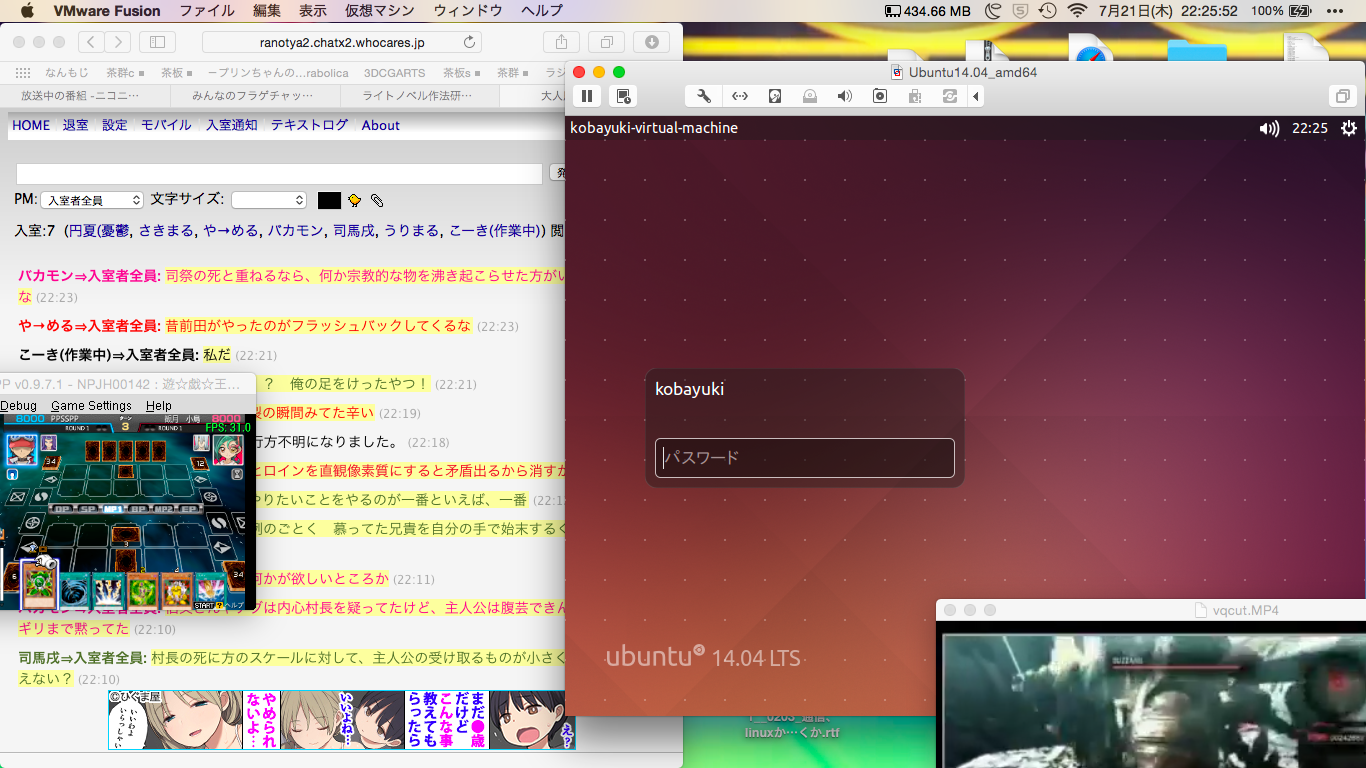 VMware Fusion ファイル 編集 表示 仮想マシン ウィンドウ ヘルプ 434.66 MB 7月21日(木) 22:25:52 100%
ranotya2.chatx2.whocares.jp
なんもじ 茶群c 茶板 ープリンちゃんの…rabolica 3DCGARTS 茶板s 茶群 ラジ
放送中の番組 -ニコニ… みんなのフラゲチャッ… ライトノベル作法研… 大人
HOME 退室 設定 モバイル 入室通知 テキストログ About
PM: 入室者全員 文字サイズ:
入室:7 (円夏(憂鬱, さきまる, や→める, バカモン, 司馬戌, うりまる, こーき(作業中)) 閲
バカモン⇒入室者全員: 司祭の死と重ねるなら、何か宗教的な物を沸き起こらせた方がい
な (22:23)
や→める⇒入室者全員: 昔前田がやったのがフラッシュバックしてくるな (22:23)
こーき(作業中)⇒入室者全員: 私だ (22:21)
？ 俺の足をけったやつ！ (22:21)
の瞬間みてた辛い (22:19)
行方不明になりました。 (22:18)
ヒロインを直観像素質にすると矛盾出るから消すか
やりたいことをやるのが一番といえば、一番
例のごとく 慕ってた兄貴を自分の手で始末するく
何かが欲しいところか (22:11)
は内心村長を疑ってたけど、主人公は腹芸できん
ギリまで黙ってた (22:10)
司馬戌⇒入室者全員: 村長の死に方のスケールに対して、主人公の受け取るものが小さく
えない？ (22:10)
PP v0.9.7.1 - NPJH00142 : 遊☆戯☆王…
Debug Game Settings Help
8000 PPSSPP ターン 3 8000
ROUND 1 ROUND 1
FPS: 31.0
34 12
DP SP MP1 BP MP2 EP
6 34
START ヘルプ
©ひぐま屋
いいわよ いらっしゃい
やめられないよ…
いいよね…
まだ●歳だけどこんな事教えてもらったら
え？
Ubuntu14.04_amd64
kobayuki-virtual-machine 22:25
kobayuki
パスワード
ubuntu 14.04 LTS
linuxか…くか.rtf
vqcut.MP4